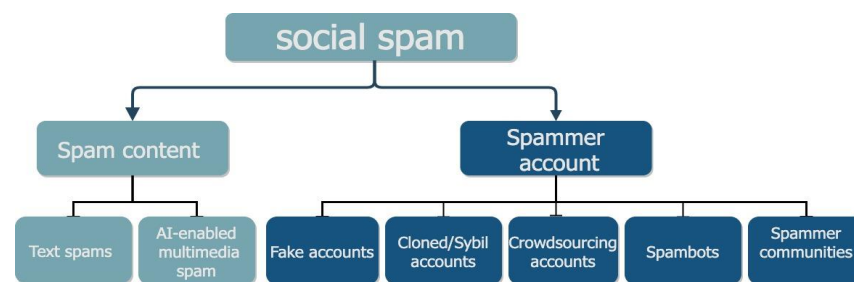 social spam
Spam content
Spammer
account
Text spams
AI-enabled
multimedia
spam
Fake accounts
Cloned/Sybil
accounts
Crowdsourcing
accounts
Spambots
Spammer
communities